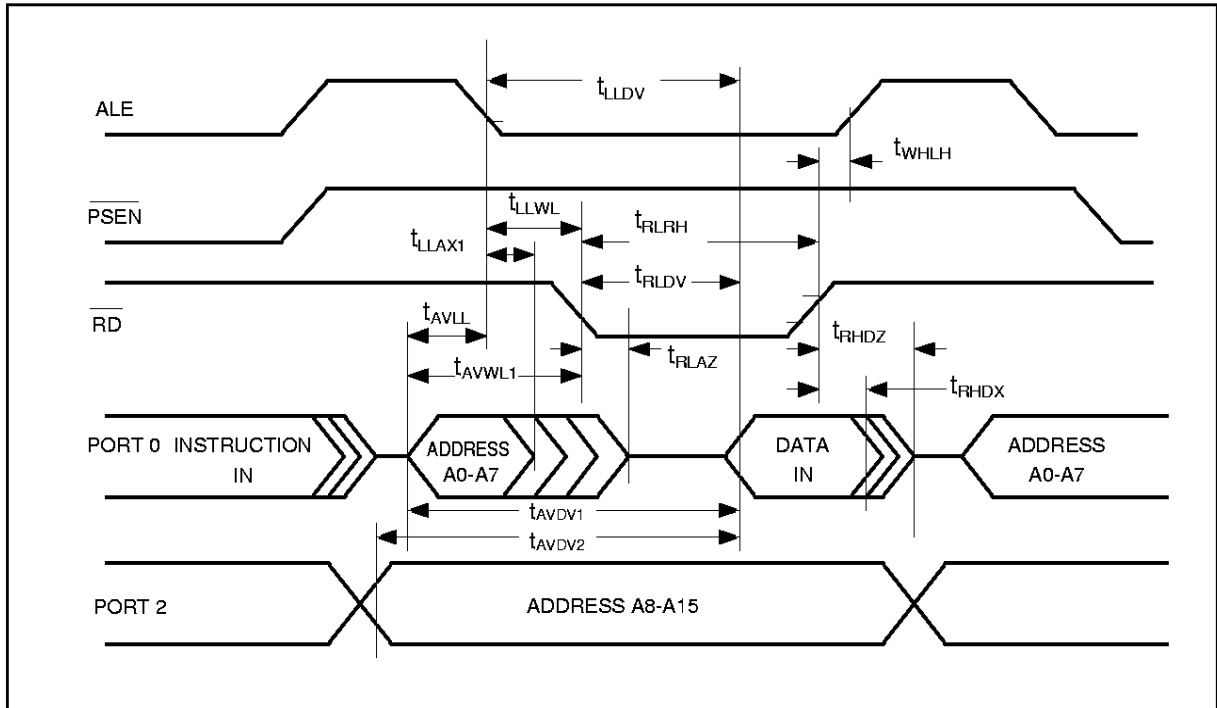 tLLDV
ALE
tWHLH
PSEN
tLLWL
tRLRH
tLLAX1
tRLDV
RD
tAVLL
tRHDZ
tRLAZ
tAVWL1
tRHDX
PORT 0 INSTRUCTION
IN
ADDRESS
A0-A7
DATA
IN
ADDRESS
A0-A7
tAVDV1
tAVDV2
PORT 2
ADDRESS A8-A15